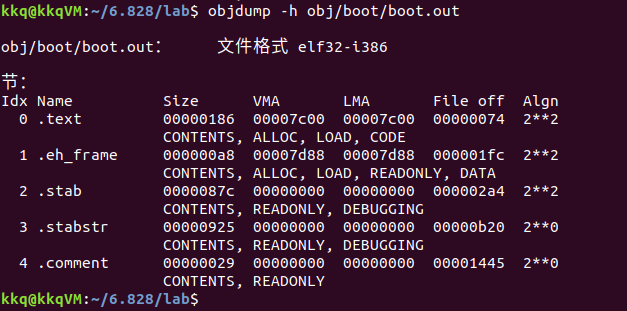 kkq@kkqVM:~/6.828/lab$ objdump -h obj/boot/boot.out
obj/boot/boot.out：     文件格式 elf32-i386
节：
Idx Name          Size      VMA       LMA       File off  Algn
  0 .text         00000186  00007c00  00007c00  00000074  2**2
                  CONTENTS, ALLOC, LOAD, CODE
  1 .eh_frame     000000a8  00007d88  00007d88  000001fc  2**2
                  CONTENTS, ALLOC, LOAD, READONLY, DATA
  2 .stab         0000087c  00000000  00000000  000002a4  2**2
                  CONTENTS, READONLY, DEBUGGING
  3 .stabstr      00000925  00000000  00000000  00000b20  2**0
                  CONTENTS, READONLY, DEBUGGING
  4 .comment      00000029  00000000  00000000  00001445  2**0
                  CONTENTS, READONLY
kkq@kkqVM:~/6.828/lab$